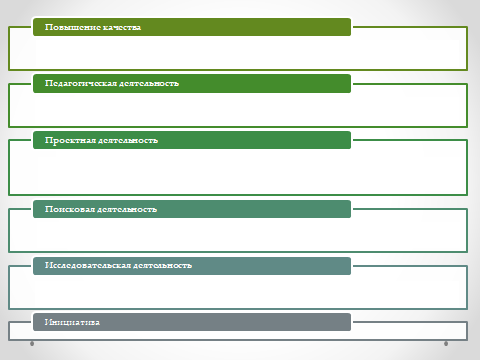 Повышение качества
Педагогическая деятельность
Проектная деятельность
Поисковая деятельность
Исследовательская деятельность
Инициатива